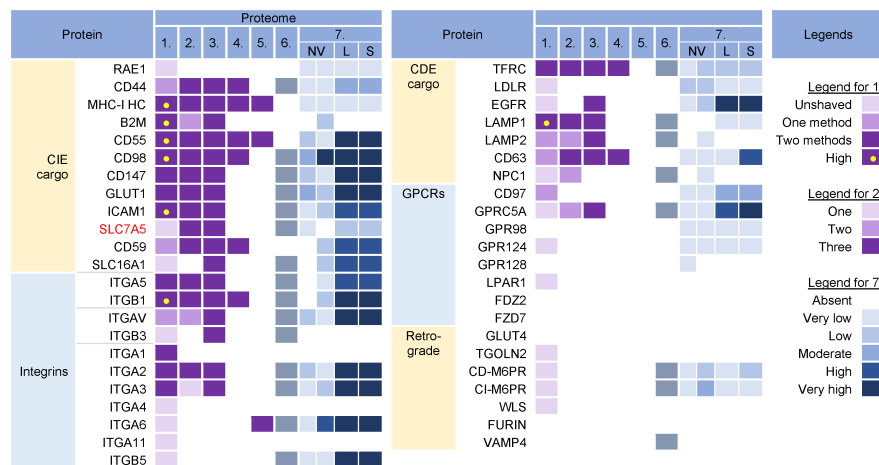 Proteome
Protein
1. 2. 3. 4. 5. 6. 7.
NV L S
CIE cargo
RAE1
CD44
MHC-I HC
B2M
CD55
CD98
CD147
GLUT1
ICAM1
SLC7A5
CD59
SLC16A1
Integrins
ITGA5
ITGB1
ITGAV
ITGB3
ITGA1
ITGA2
ITGA3
ITGA4
ITGA6
ITGA11
ITGB5
Protein
1. 2. 3. 4. 5. 6. 7.
NV L S
CDE cargo
TFRC
LDLR
EGFR
LAMP1
LAMP2
CD63
NPC1
GPCRs
CD97
GPRC5A
GPR98
GPR124
GPR128
LPAR1
FDZ2
FZD7
Retro-
grade
GLUT4
TGOLN2
CD-M6PR
CI-M6PR
WLS
FURIN
VAMP4
Legends
Legend for 1
Unshaved
One method
Two methods
High
Legend for 2
One
Two
Three
Legend for 7
Absent
Very low
Low
Moderate
High
Very high